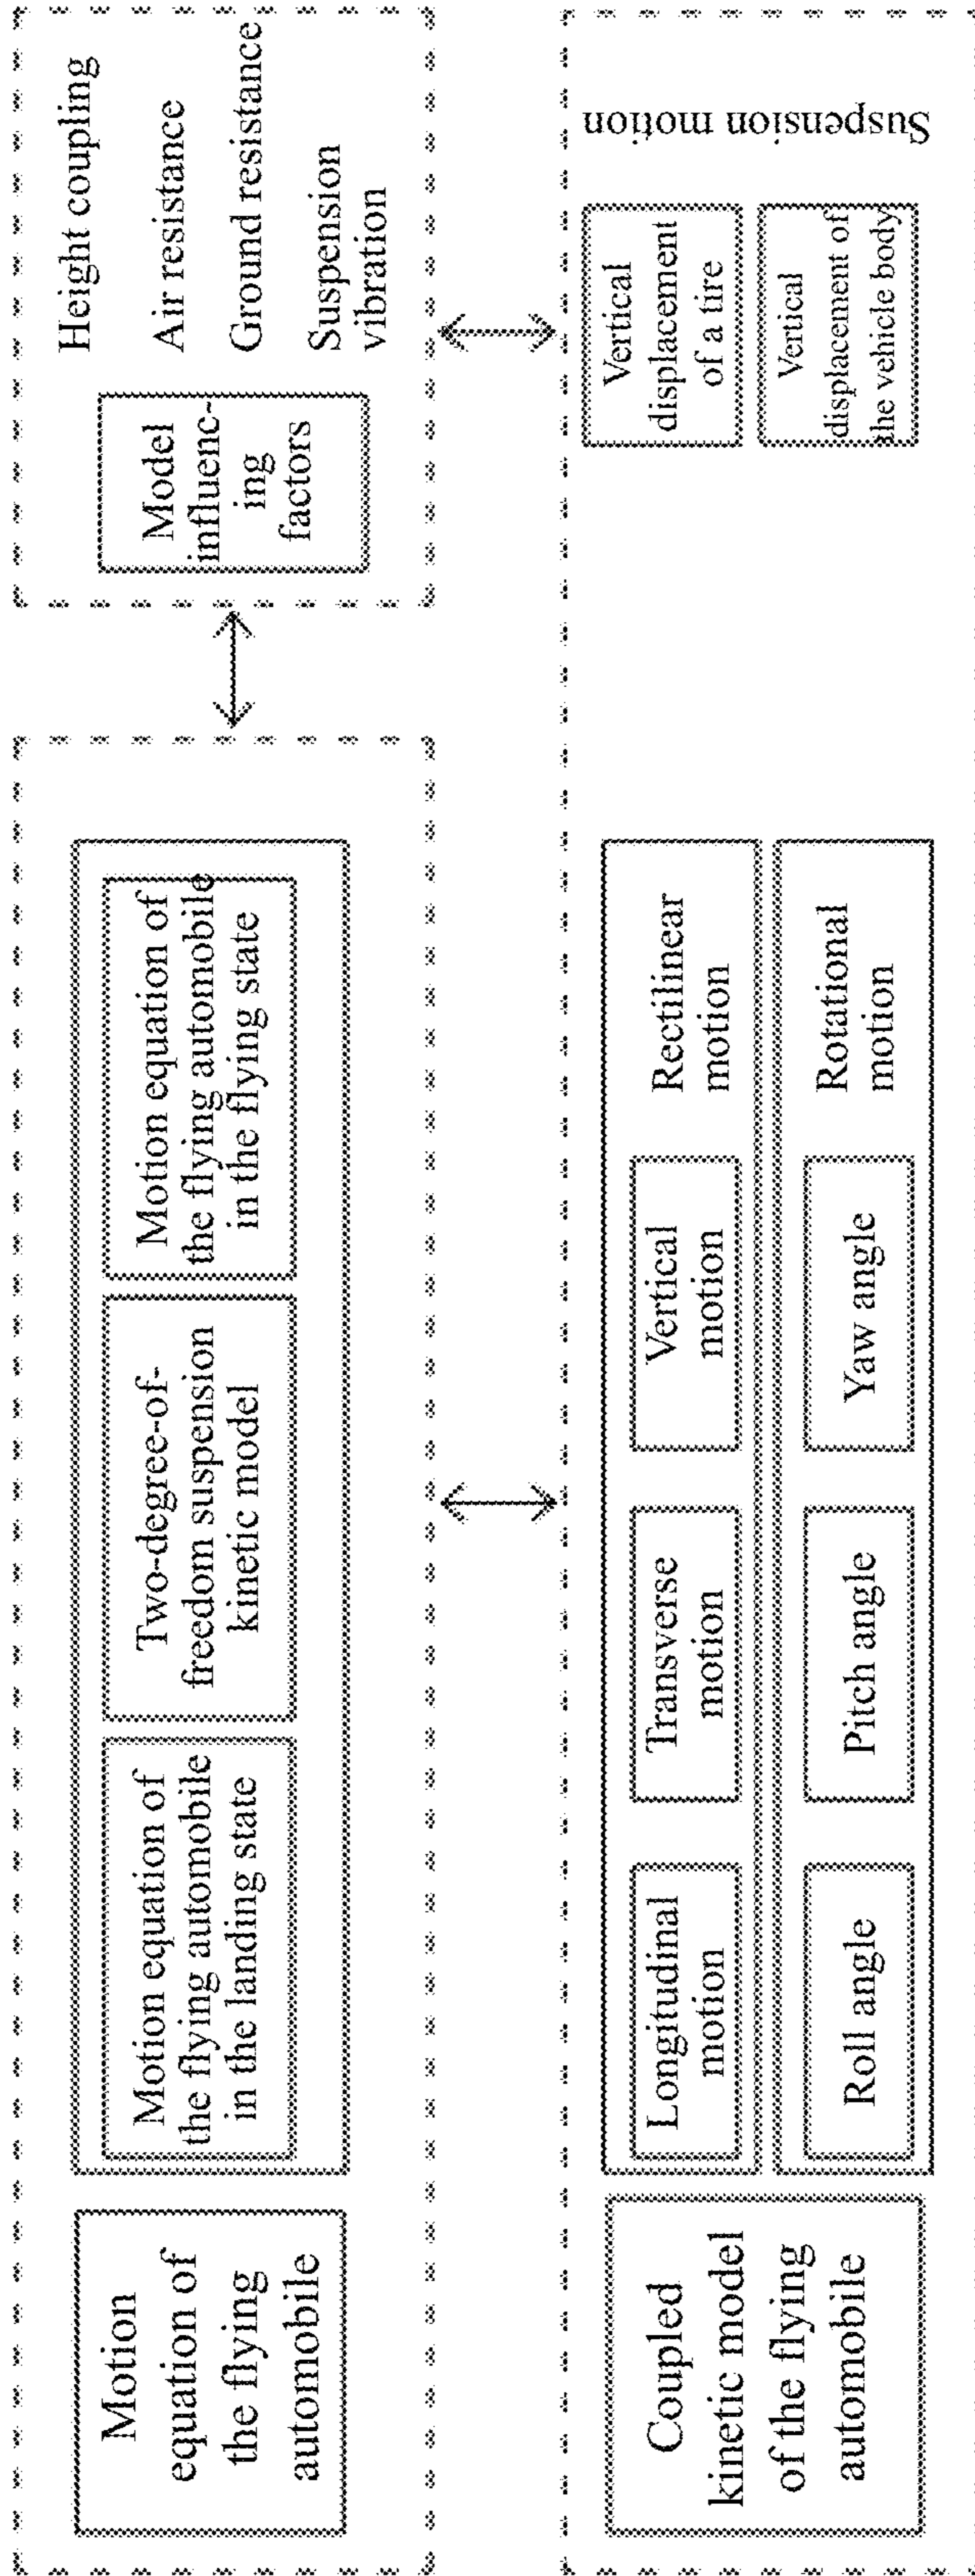 Motion
equation of
the flying
automobile
Motion equation of
the flying automobile
in the landing state
Two-degree-of-
freedom suspension
kinetic model
Motion equation of
the flying automobile
in the flying state
Model
influenc-
ing
factors
Height coupling
Air resistance
Ground resistance
Suspension
vibration
Coupled
kinetic model
of the flying
automobile
Longitudinal
motion
Transverse
motion
Vertical
motion
Rectilinear
motion
Roll angle
Pitch angle
Yaw angle
Rotational
motion
Vertical
displacement
of a tire
Vertical
displacement of
the vehicle body
Suspension motion